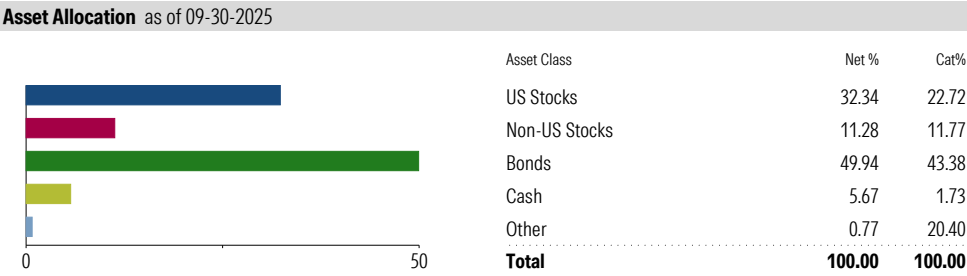 Asset Allocation as of 09-30-2025
Asset Class Net % Cat%
US Stocks 32.34 22.72
Non-US Stocks 11.28 11.77
Bonds 49.94 43.38
Cash 5.67 1.73
Other 0.77 20.40
0 50
Total 100.00 100.00